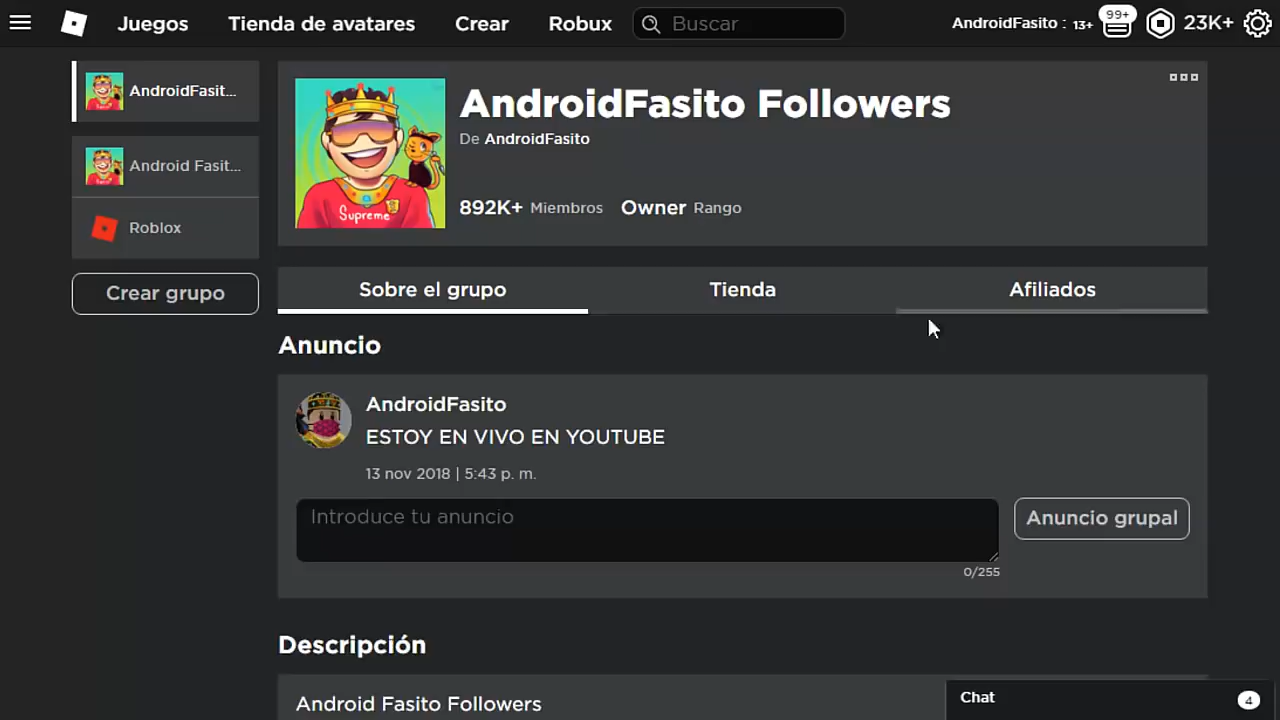 Juegos Tienda de avatares Crear Robux Buscar AndroidFasito : 13+ 99+ 23K+
AndroidFasit...
Android Fasit...
Roblox
Crear grupo
Supreme
AndroidFasito Followers
De AndroidFasito
892K+ Miembros Owner Rango
Sobre el grupo Tienda Afiliados
Anuncio
AndroidFasito
ESTOY EN VIVO EN YOUTUBE
13 nov 2018 | 5:43 p. m.
Introduce tu anuncio
Anuncio grupal
0/255
Descripción
Android Fasito Followers
Chat 4